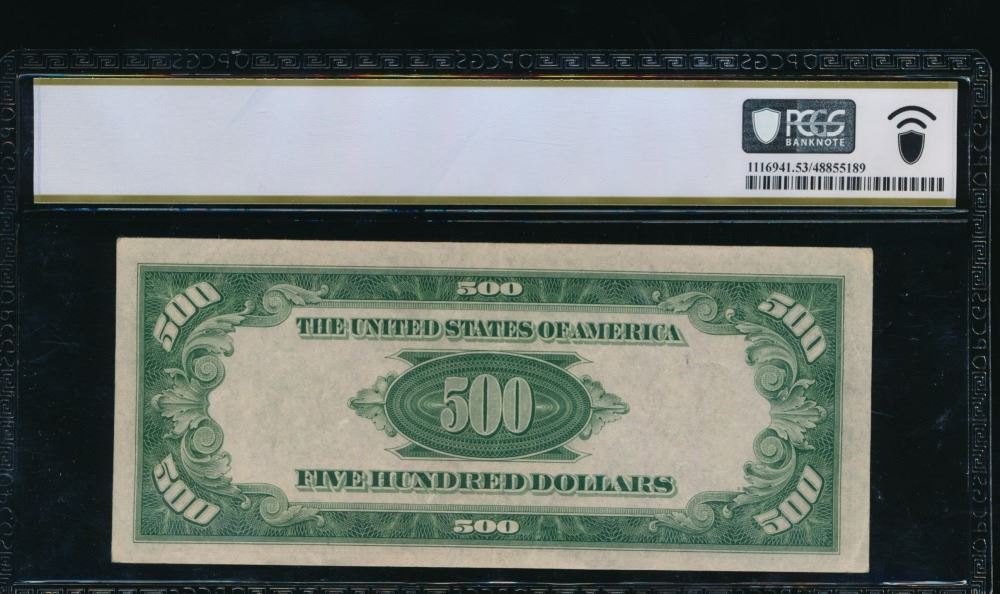 PCGS
BANKNOTE
1116941.53/48855189
500
500 500
THE UNITED STATES OF AMERICA
500
FIVE HUNDRED DOLLARS
500 500
500